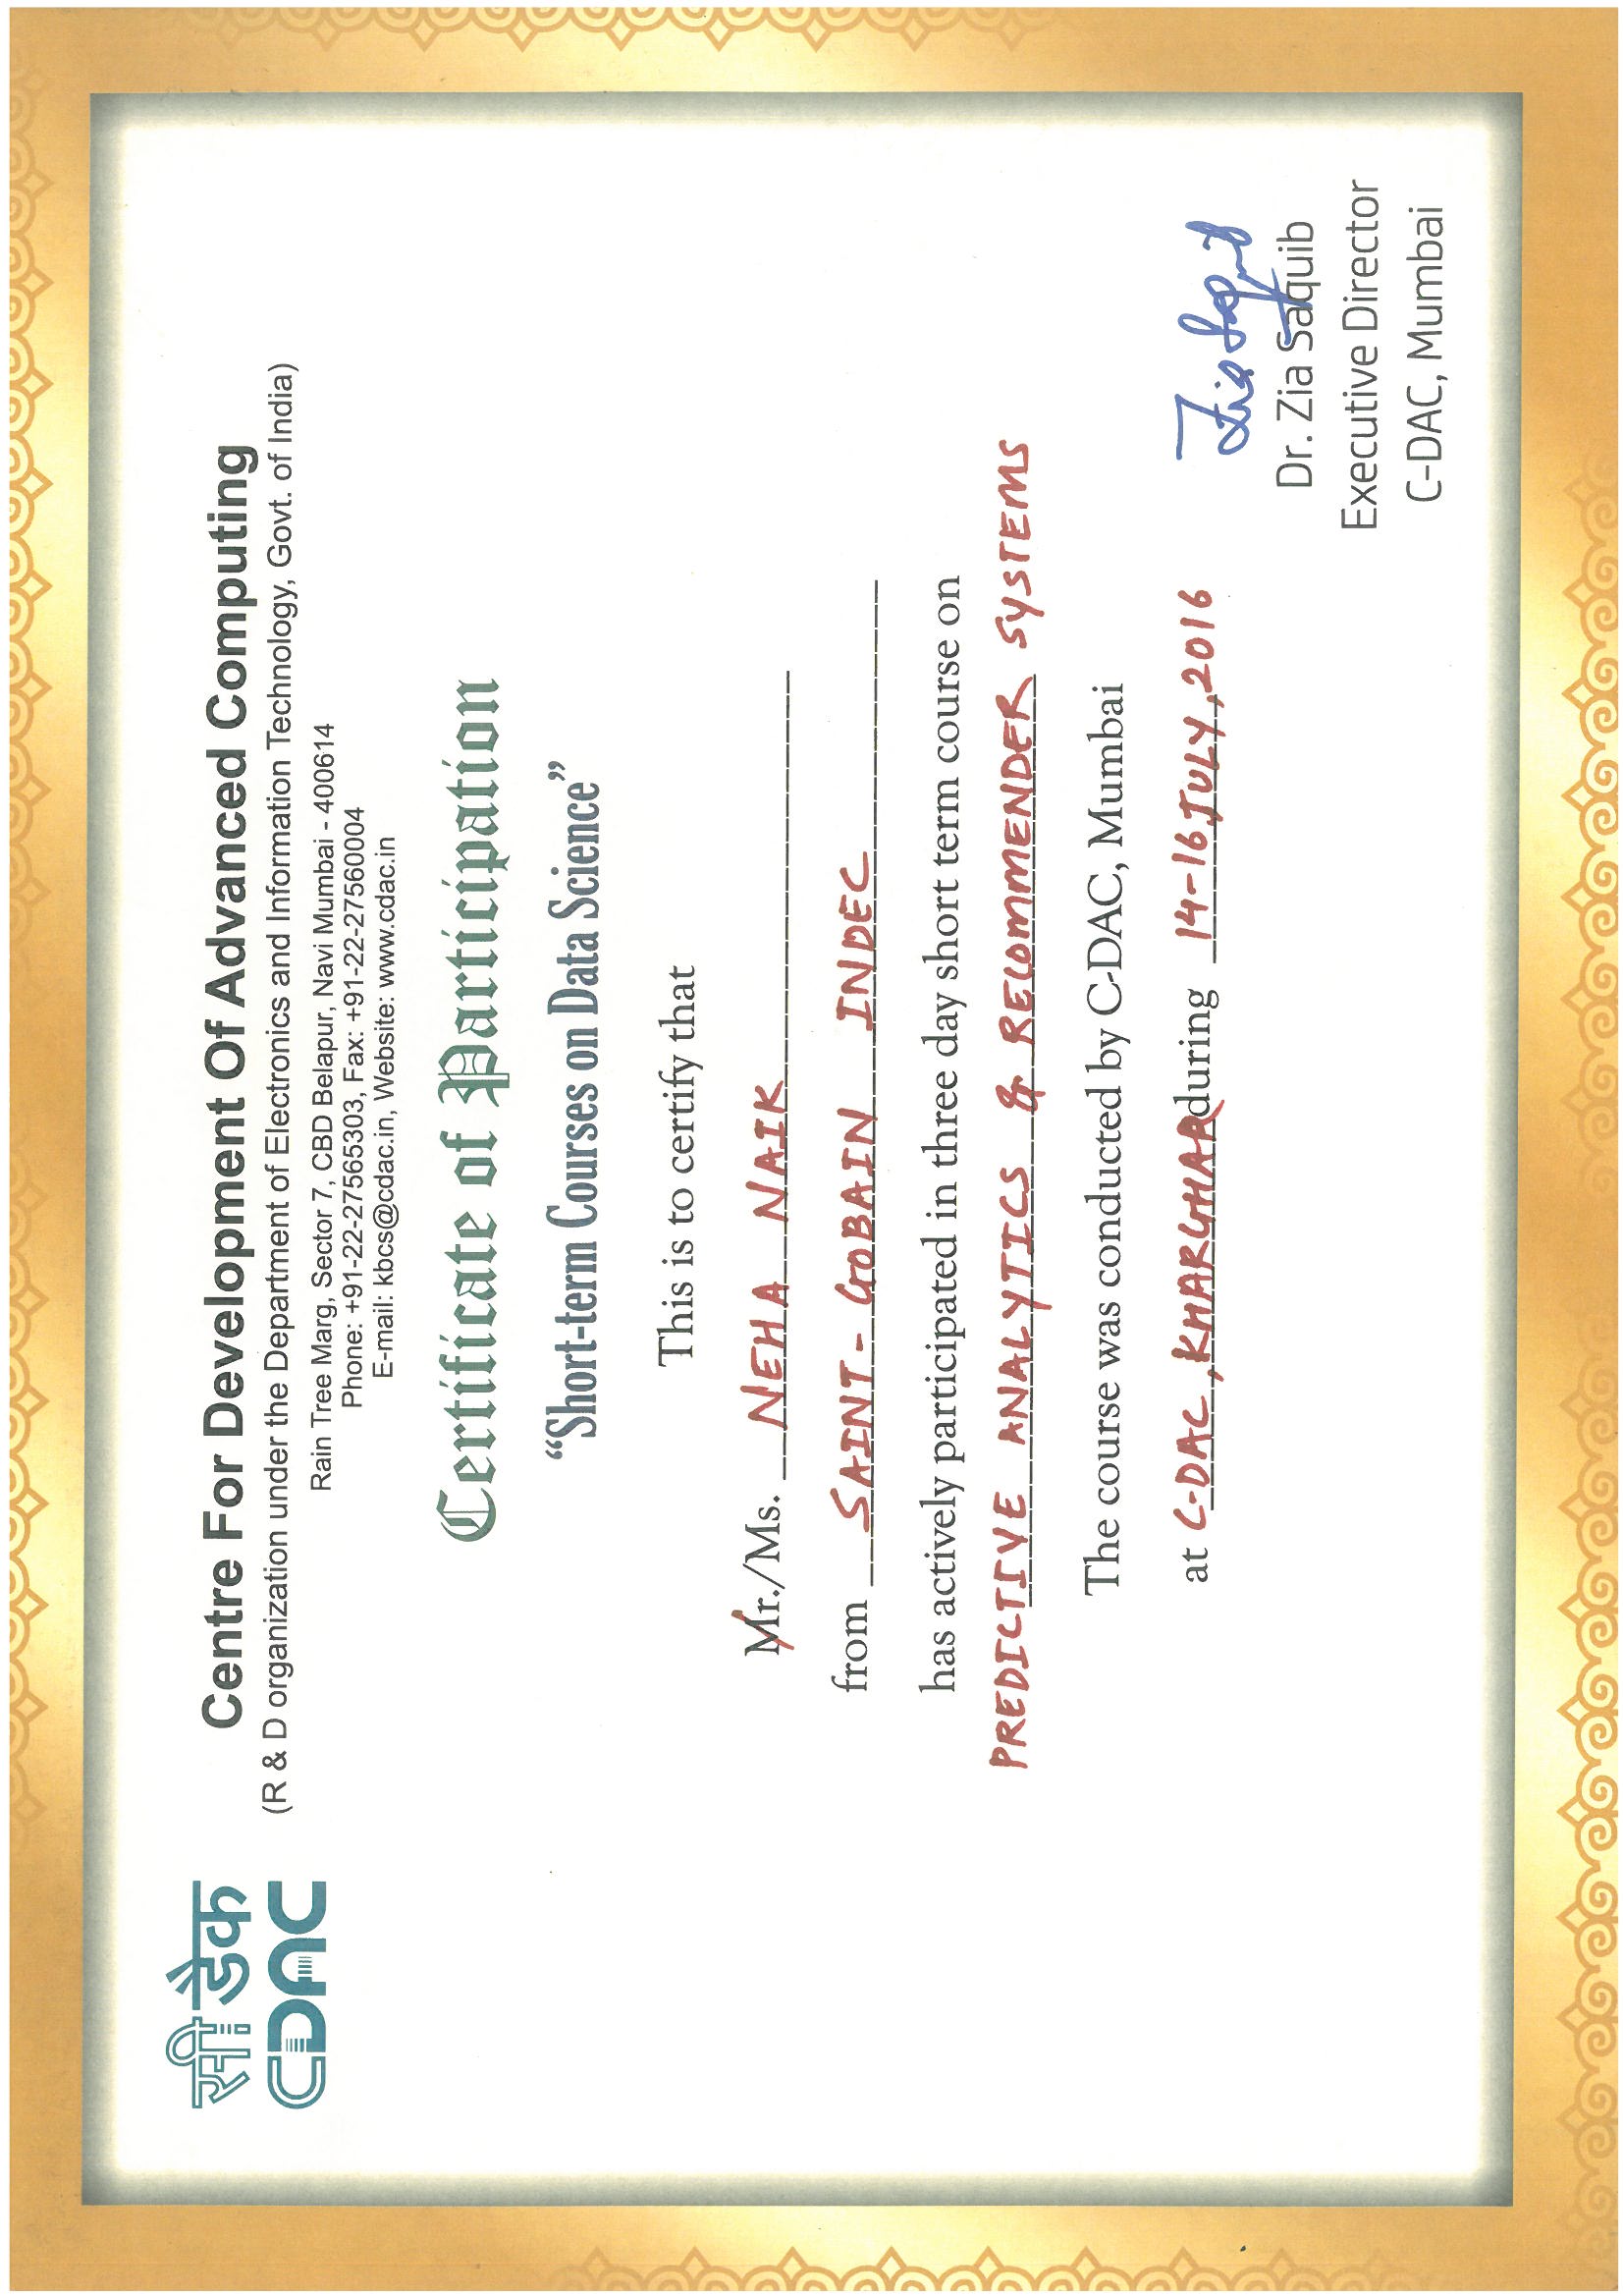 सी डैक
CDAC
Centre For Development Of Advanced Computing
(R & D organization under the Department of Electronics and Information Technology, Govt. of India)
Rain Tree Marg, Sector 7, CBD Belapur, Navi Mumbai - 400614
Phone: +91-22-27565303, Fax: +91-22-27560004
E-mail: kbcs@cdac.in, Website: www.cdac.in
Certificate of Participation
“Short-term Courses on Data Science”
This is to certify that
Mr./Ms. NEHA NAIK
from SAINT-GOBAIN INDEC
has actively participated in three day short term course on
PREDICTIVE ANALYTICS & RECOMMENDER SYSTEMS
The course was conducted by C-DAC, Mumbai
at C-DAC, KHARGHAR during 14-16 JULY, 2016
Zia Saquib
Dr. Zia Saquib
Executive Director
C-DAC, Mumbai